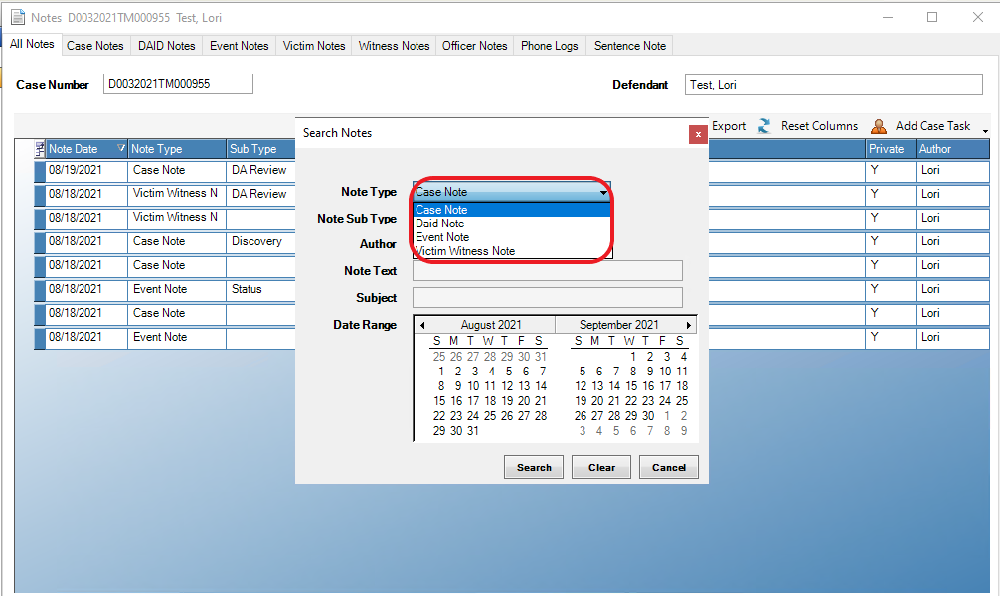 Notes D0032021TM000955 Test, Lori
All Notes Case Notes DAID Notes Event Notes Victim Notes Witness Notes Officer Notes Phone Logs Sentence Note
Case Number D0032021TM000955 Defendant Test, Lori
Export Reset Columns Add Case Task
Note Date Note Type Sub Type Private Author
08/19/2021 Case Note DA Review Y Lori
08/18/2021 Victim Witness N DA Review Y Lori
08/18/2021 Victim Witness N Y Lori
08/18/2021 Case Note Discovery Y Lori
08/18/2021 Case Note Y Lori
08/18/2021 Event Note Status Y Lori
08/18/2021 Case Note Y Lori
08/18/2021 Event Note Y Lori
Search Notes x
Note Type Case Note
Case Note
Daid Note
Event Note
Victim Witness Note
Note Sub Type
Author
Note Text
Subject
Date Range
August 2021 September 2021
S M T W T F S S M T W T F S
25 26 27 28 29 30 31 1 2 3 4
1 2 3 4 5 6 7 5 6 7 8 9 10 11
8 9 10 11 12 13 14 12 13 14 15 16 17 18
15 16 17 18 19 20 21 19 20 21 22 23 24 25
22 23 24 25 26 27 28 26 27 28 29 30 1 2
29 30 31 3 4 5 6 7 8 9
Search Clear Cancel